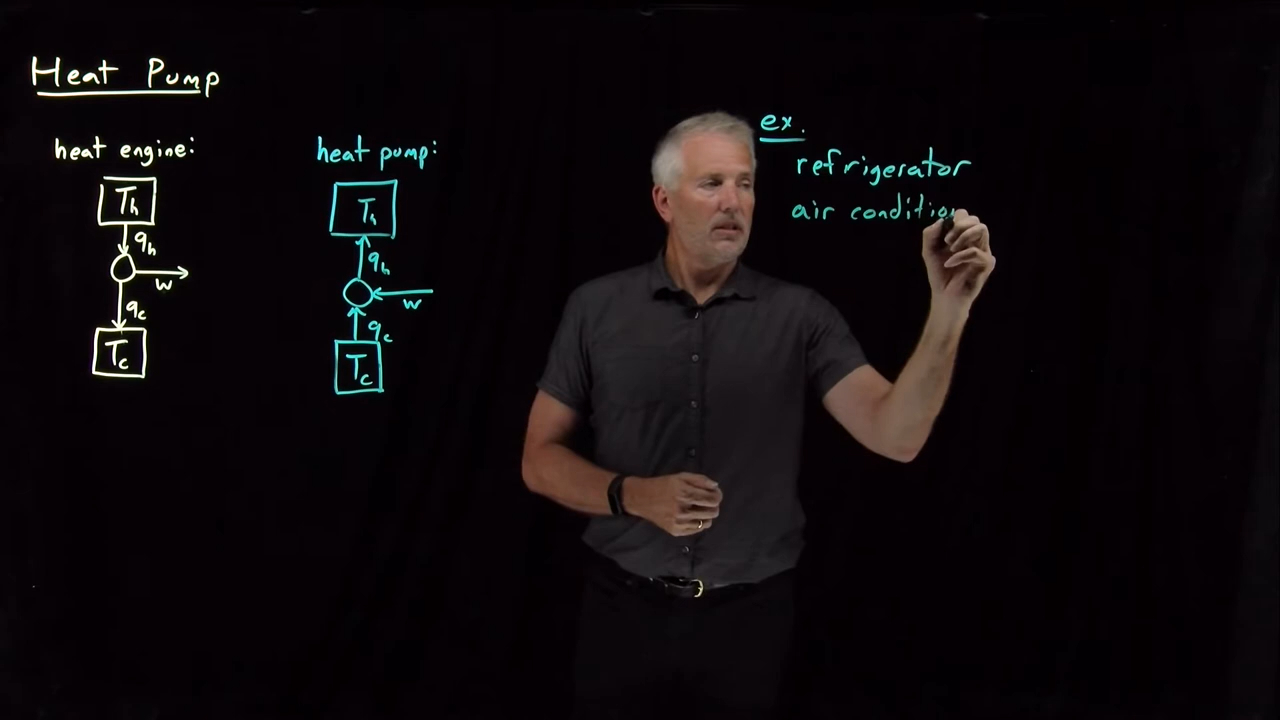 Heat Pump
heat engine:
Th
qh
w
qc
Tc
heat pump:
Th
qh
w
qc
Tc
ex.
refrigerator
air condition